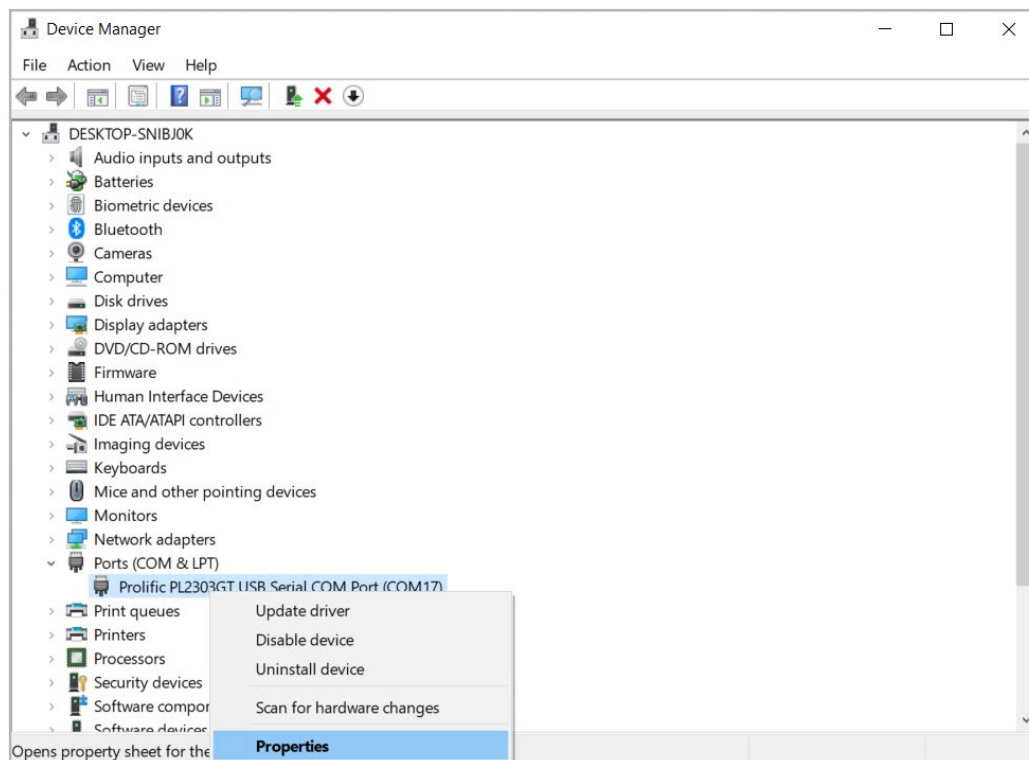 Device Manager
File Action View Help
DESKTOP-SNIBJ0K
Audio inputs and outputs
Batteries
Biometric devices
Bluetooth
Cameras
Computer
Disk drives
Display adapters
DVD/CD-ROM drives
Firmware
Human Interface Devices
IDE ATA/ATAPI controllers
Imaging devices
Keyboards
Mice and other pointing devices
Monitors
Network adapters
Ports (COM & LPT)
Prolific PL2303GT USB Serial COM Port (COM17)
Print queues
Printers
Processors
Security devices
Software compor
Software devices
Update driver
Disable device
Uninstall device
Scan for hardware changes
Properties
Opens property sheet for the